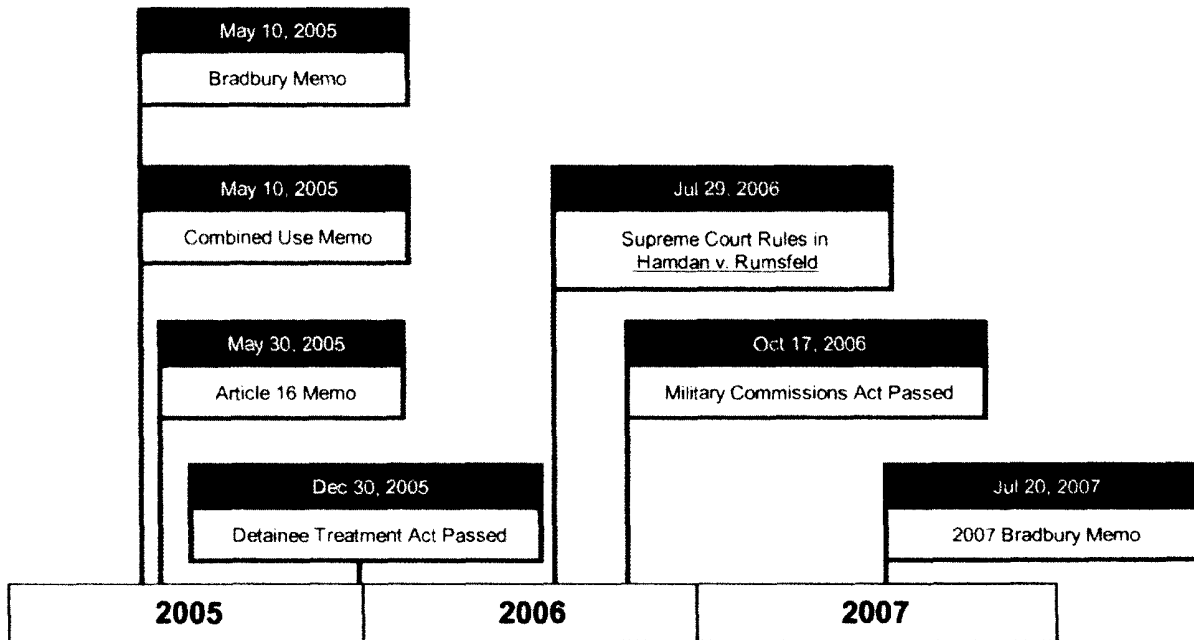 May 10, 2005
Bradbury Memo
May 10, 2005
Combined Use Memo
Jul 29, 2006
Supreme Court Rules in
Hamdan v. Rumsfeld
May 30, 2005
Article 16 Memo
Oct 17, 2006
Military Commissions Act Passed
Dec 30, 2005
Detainee Treatment Act Passed
Jul 20, 2007
2007 Bradbury Memo
2005
2006
2007